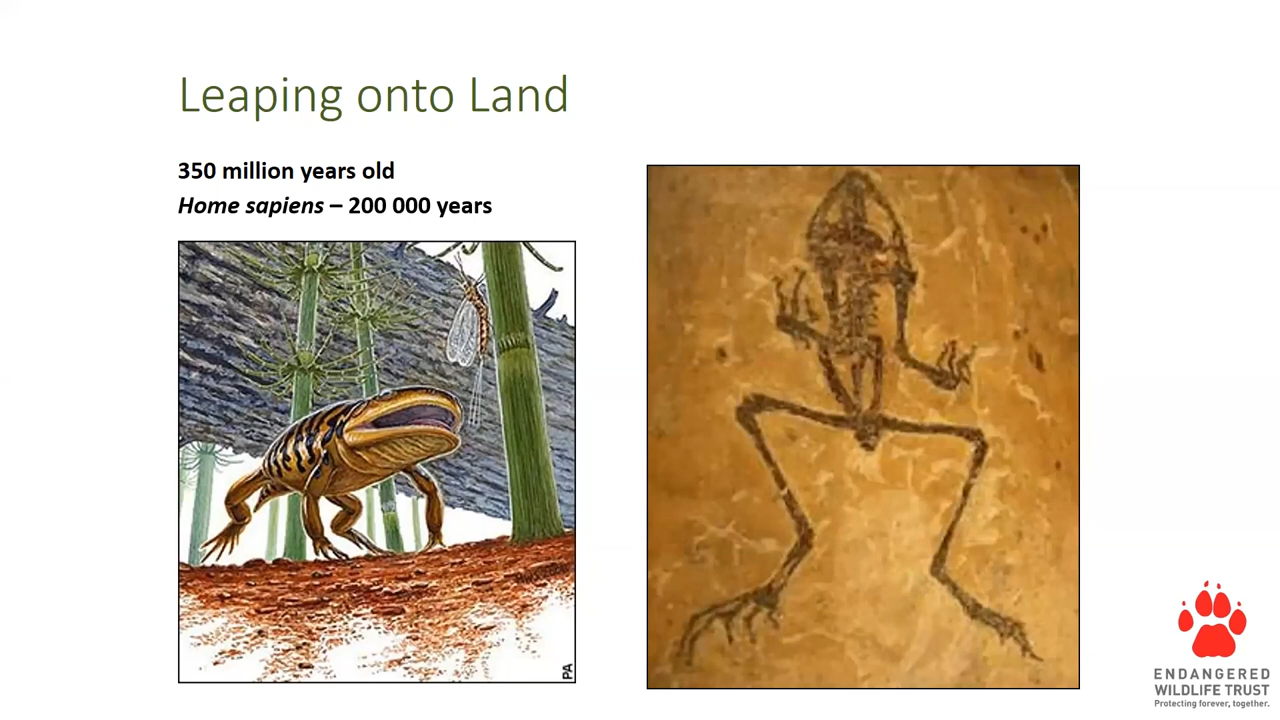 Leaping onto Land
350 million years old
Home sapiens – 200 000 years
PA
ENDANGERED
WILDLIFE TRUST
Protecting forever, together.